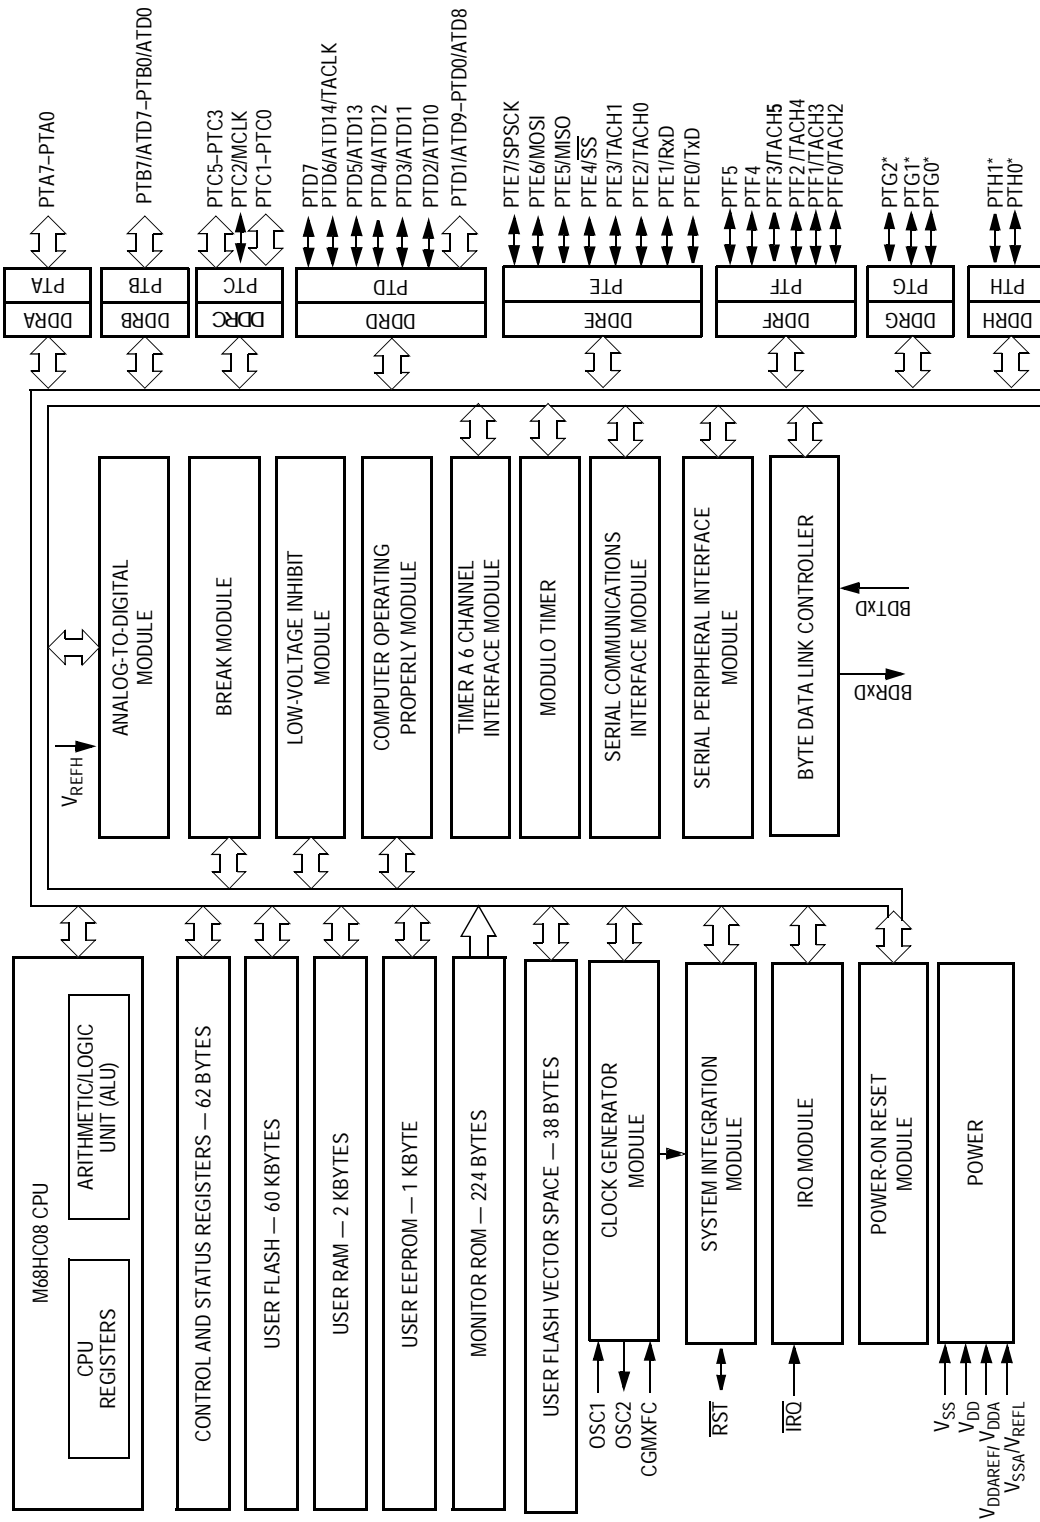 M68HC08 CPU
CPU
REGISTERS
ARITHMETIC/LOGIC
UNIT (ALU)
CONTROL AND STATUS REGISTERS — 62 BYTES
USER FLASH — 60 KBYTES
USER RAM — 2 KBYTES
USER EEPROM — 1 KBYTE
MONITOR ROM — 224 BYTES
USER FLASH VECTOR SPACE — 38 BYTES
OSC1
OSC2
CGMXFC
CLOCK GENERATOR
MODULE
RST
SYSTEM INTEGRATION
MODULE
IRQ
IRQ MODULE
POWER-ON RESET
MODULE
VSS
VDD
VDDAREF/ VDDA
VSSA/VREFL
POWER
VREFH
ANALOG-TO-DIGITAL
MODULE
BREAK MODULE
LOW-VOLTAGE INHIBIT
MODULE
COMPUTER OPERATING
PROPERLY MODULE
TIMER A 6 CHANNEL
INTERFACE MODULE
MODULO TIMER
SERIAL COMMUNICATIONS
INTERFACE MODULE
SERIAL PERIPHERAL INTERFACE
MODULE
BYTE DATA LINK CONTROLLER
BDRxD
BDTxD
DDRA
PTA
PTA7–PTA0
DDRB
PTB
PTB7/ATD7–PTB0/ATD0
DDRC
PTC
PTC5–PTC3
PTC2/MCLK
PTC1–PTC0
DDRD
PTD
PTD7
PTD6/ATD14/TACLK
PTD5/ATD13
PTD4/ATD12
PTD3/ATD11
PTD2/ATD10
PTD1/ATD9–PTD0/ATD8
DDRE
PTE
PTE7/SPSCK
PTE6/MOSI
PTE5/MISO
PTE4/SS
PTE3/TACH1
PTE2/TACH0
PTE1/RxD
PTE0/TxD
DDRF
PTF
PTF5
PTF4
PTF3/TACH5
PTF2 /TACH4
PTF1/TACH3
PTF0/TACH2
DDRG
PTG
PTG2*
PTG1*
PTG0*
DDRH
PTH
PTH1*
PTH0*